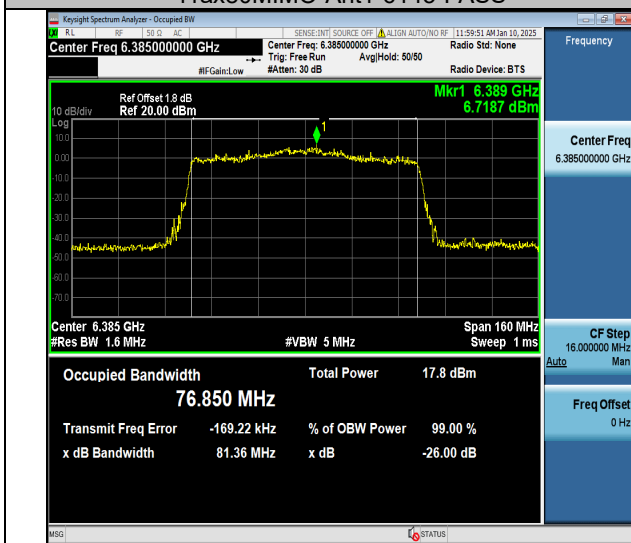 Keysight Spectrum Analyzer - Occupied BW
RL RF 50 Ω AC SENSE:INT SOURCE OFF ALIGN AUTO/NO RF 11:59:51 AM Jan 10, 2025
Center Freq 6.385000000 GHz
Center Freq: 6.385000000 GHz
Radio Std: None
Trig: Free Run Avg|Hold: 50/50
#IFGain:Low #Atten: 30 dB Radio Device: BTS
Ref Offset 1.8 dB
Mkr1 6.389 GHz
10 dB/div Ref 20.00 dBm 6.7187 dBm
Log
10.0
0.00
-10.0
-20.0
-30.0
-40.0
-50.0
-60.0
-70.0
1
Center 6.385 GHz Span 160 MHz
#Res BW 1.6 MHz #VBW 5 MHz Sweep 1 ms
Occupied Bandwidth Total Power 17.8 dBm
76.850 MHz
Transmit Freq Error -169.22 kHz % of OBW Power 99.00 %
x dB Bandwidth 81.36 MHz x dB -26.00 dB
MSG STATUS
Frequency
Center Freq
6.385000000 GHz
CF Step
16.000000 MHz
Auto Man
Freq Offset
0 Hz